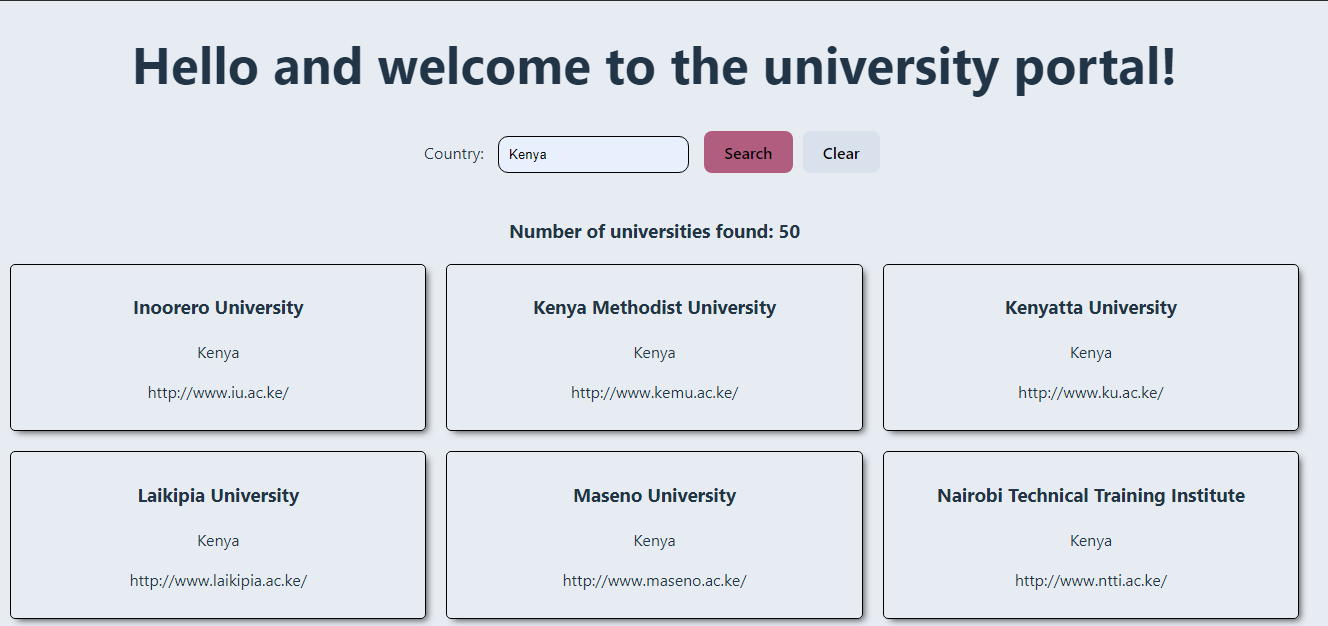 Hello and welcome to the university portal!
Country: Kenya Search Clear
Number of universities found: 50
Inoorero University
Kenya
http://www.iu.ac.ke/
Kenya Methodist University
Kenya
http://www.kemu.ac.ke/
Kenyatta University
Kenya
http://www.ku.ac.ke/
Laikipia University
Kenya
http://www.laikipia.ac.ke/
Maseno University
Kenya
http://www.maseno.ac.ke/
Nairobi Technical Training Institute
Kenya
http://www.ntti.ac.ke/